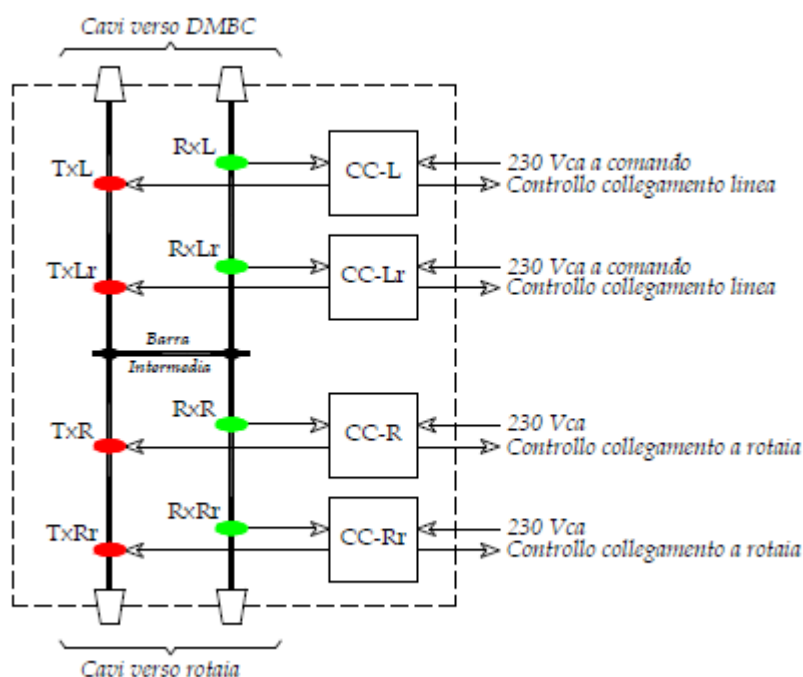 Cavi verso DMBC
RxL
TxL
CC-L
230 Vca a comando
Controllo collegamento linea
RxLr
TxLr
CC-Lr
230 Vca a comando
Controllo collegamento linea
Barra
Intermedia
RxR
TxR
CC-R
230 Vca
Controllo collegamento a rotaia
RxRr
TxRr
CC-Rr
230 Vca
Controllo collegamento a rotaia
Cavi verso rotaia